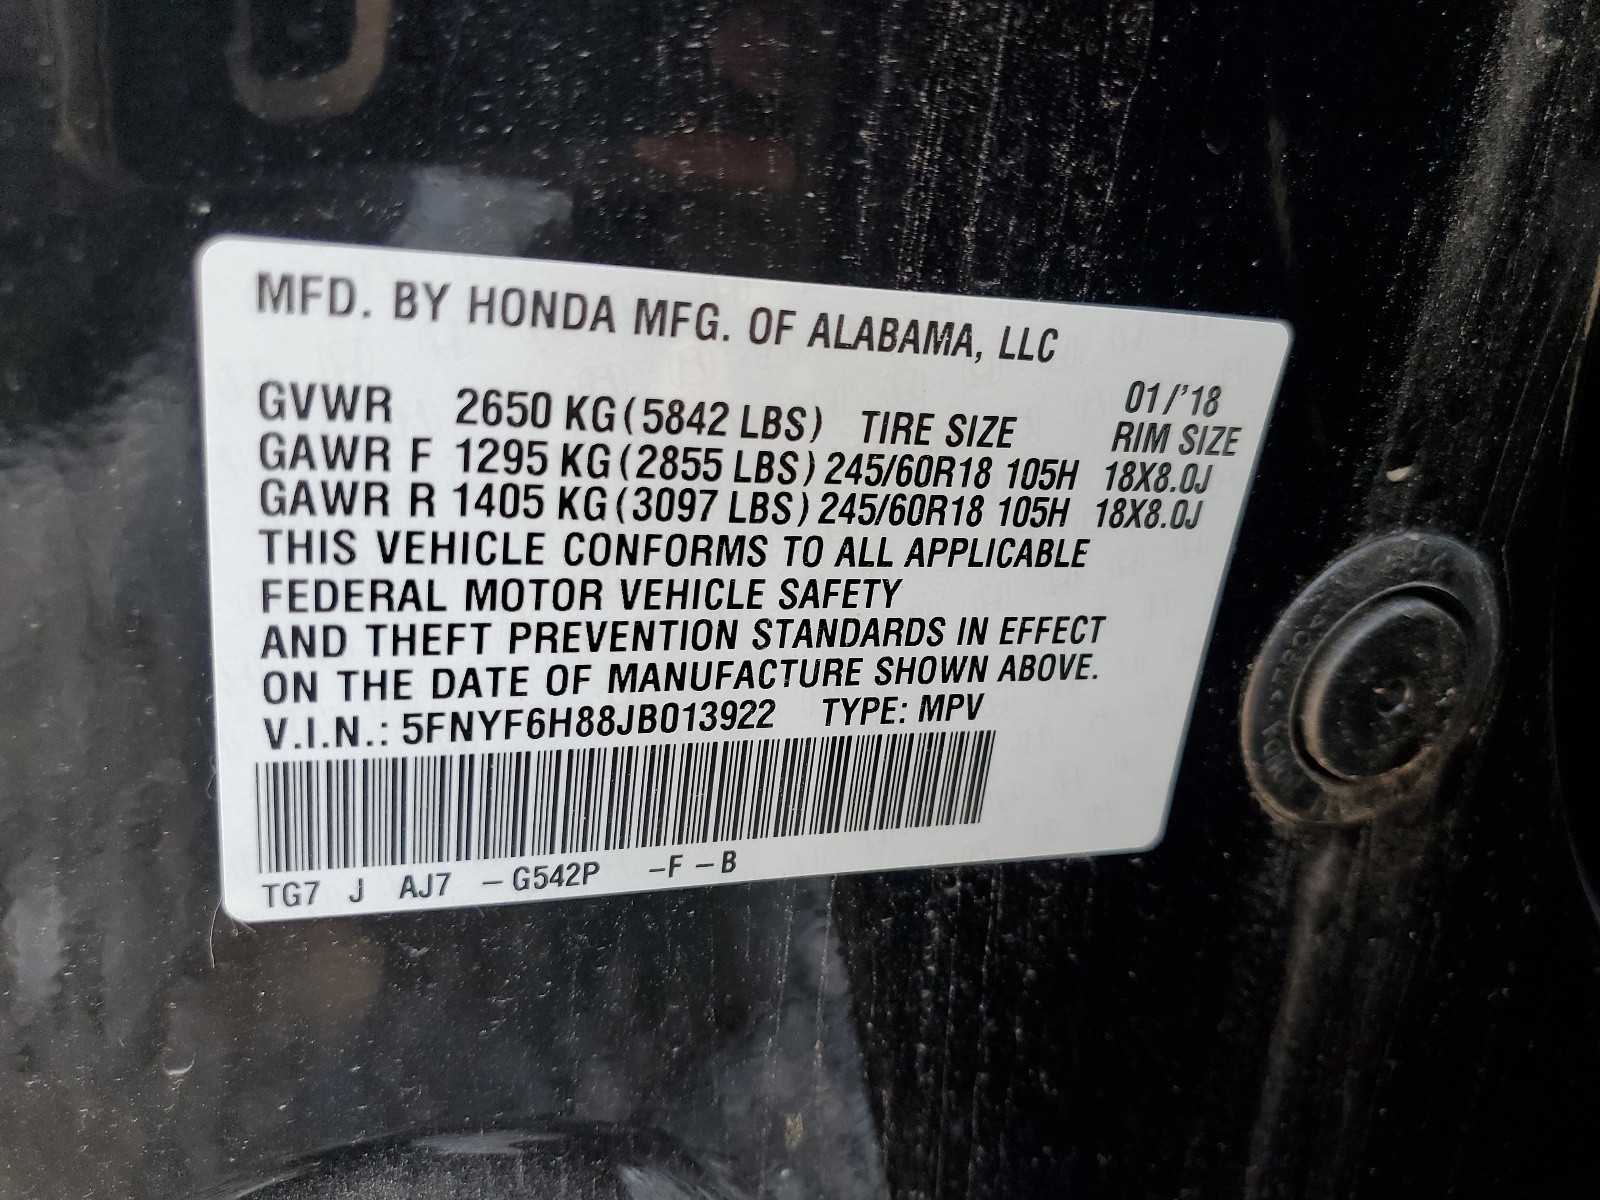 MFD. BY HONDA MFG. OF ALABAMA, LLC
01/'18
GVWR 2650 KG (5842 LBS) TIRE SIZE RIM SIZE
GAWR F 1295 KG (2855 LBS) 245/60R18 105H 18X8.0J
GAWR R 1405 KG (3097 LBS) 245/60R18 105H 18X8.0J
THIS VEHICLE CONFORMS TO ALL APPLICABLE
FEDERAL MOTOR VEHICLE SAFETY
AND THEFT PREVENTION STANDARDS IN EFFECT
ON THE DATE OF MANUFACTURE SHOWN ABOVE.
V.I.N.: 5FNYF6H88JB013922 TYPE: MPV
TG7 J AJ7 -G542P -F-B